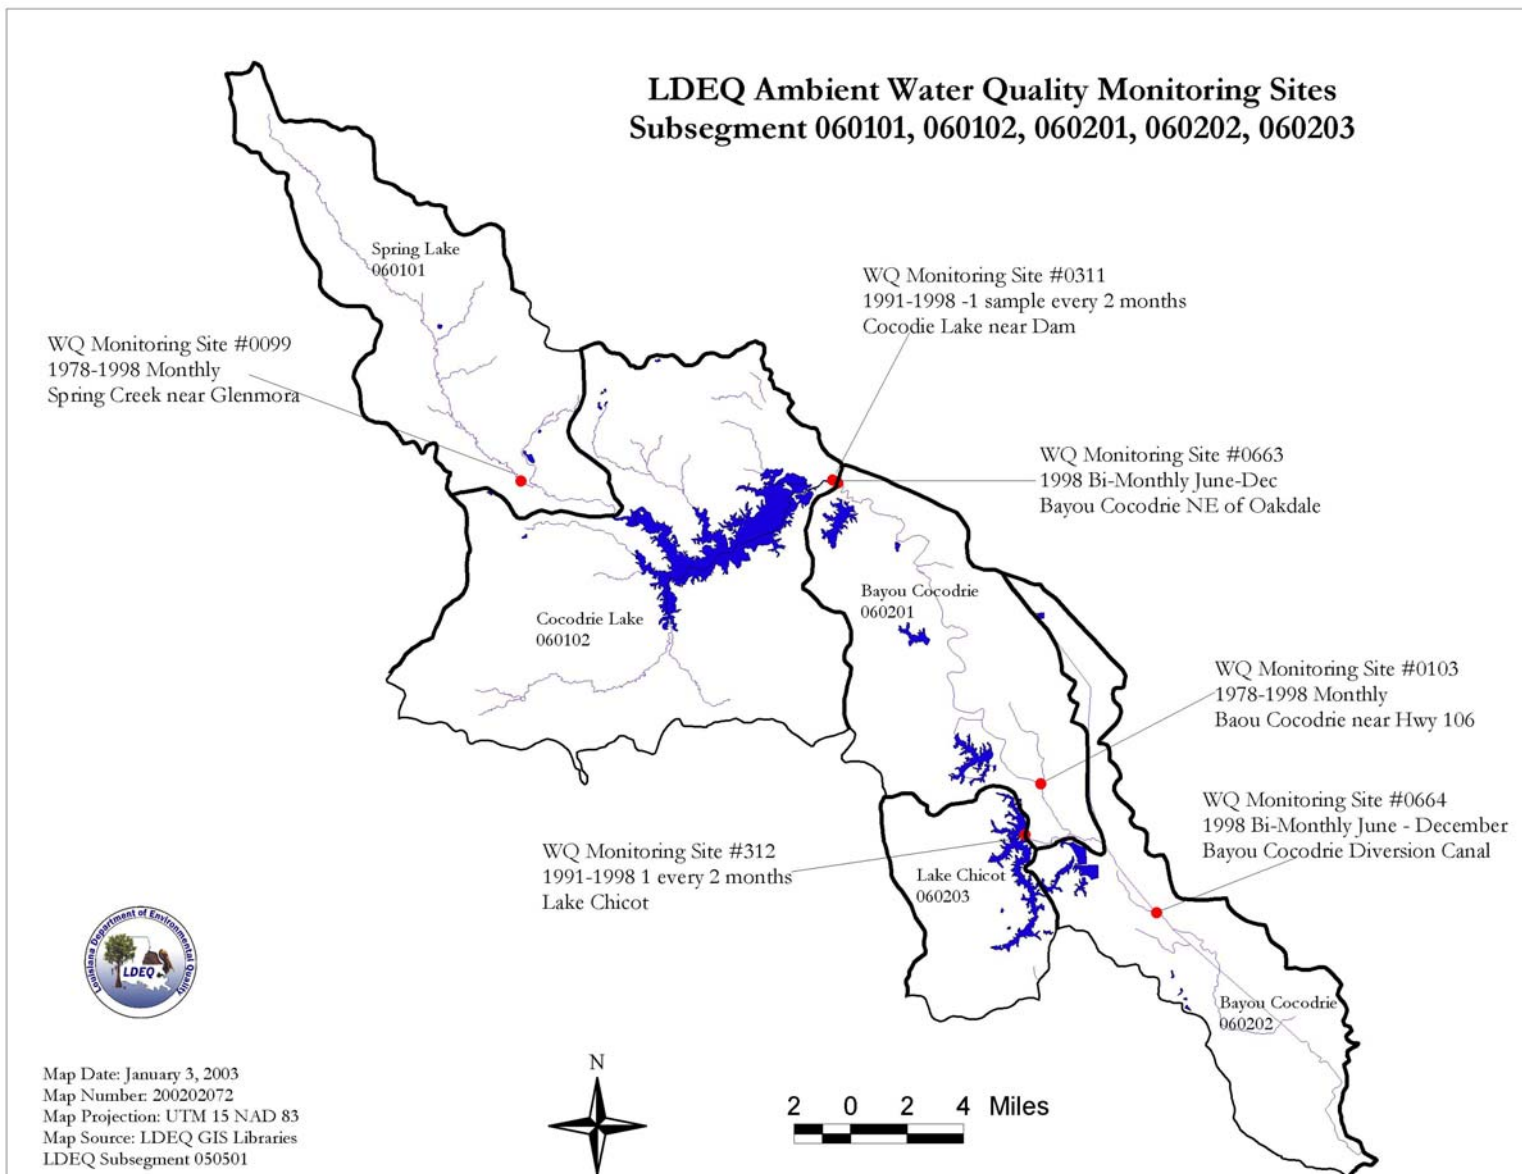 LDEQ Ambient Water Quality Monitoring Sites
Subsegment 060101, 060102, 060201, 060202, 060203
Spring Lake
060101
WQ Monitoring Site #0311
1991-1998 -1 sample every 2 months
Cocodie Lake near Dam
WQ Monitoring Site #0099
1978-1998 Monthly
Spring Creek near Glenmora
WQ Monitoring Site #0663
1998 Bi-Monthly June-Dec
Bayou Cocodrie NE of Oakdale
Bayou Cocodrie
060201
Cocodrie Lake
060102
WQ Monitoring Site #0103
1978-1998 Monthly
Baou Cocodrie near Hwy 106
WQ Monitoring Site #0664
1998 Bi-Monthly June - December
Bayou Cocodrie Diversion Canal
WQ Monitoring Site #312
1991-1998 1 every 2 months
Lake Chicot
Lake Chicot
060203
Bayou Cocodrie
060202
Louisiana Department of Environmental Quality
LDEQ
Map Date: January 3, 2003
Map Number: 200202072
Map Projection: UTM 15 NAD 83
Map Source: LDEQ GIS Libraries
LDEQ Subsegment 050501
N
2 0 2 4 Miles